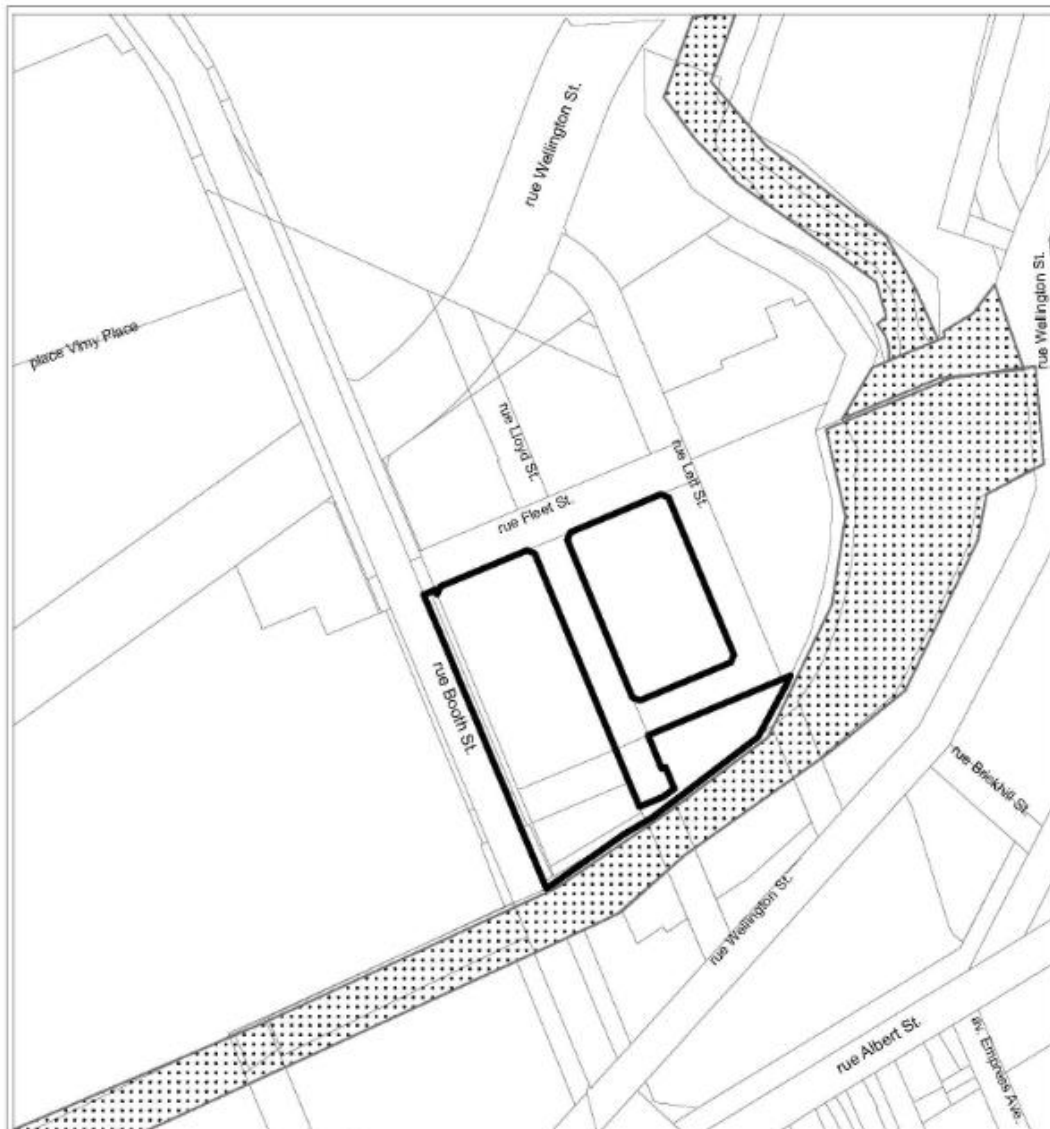 rue Wellington St.
rue Wellington St.
place Vimy Place
rue Lloyd St.
rue Lett St.
rue Fleet St.
rue Booth St.
rue Brickhill St.
rue Wellington St.
rue Albert St.
av. Empress Ave.